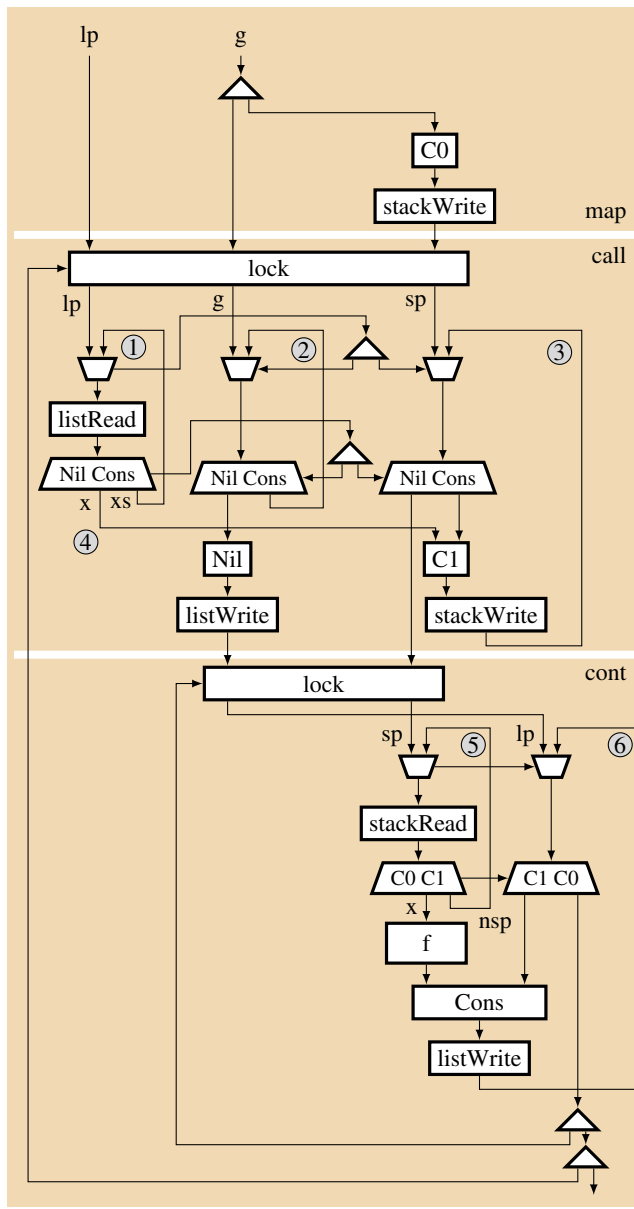 lp g
C0
stackWrite
map
call
lock
lp g sp
1 2 3
listRead
Nil Cons Nil Cons Nil Cons
x xs
4
Nil C1
listWrite stackWrite
cont
lock
sp lp
5 6
stackRead
C0 C1 C1 C0
x nsp
f
Cons
listWrite